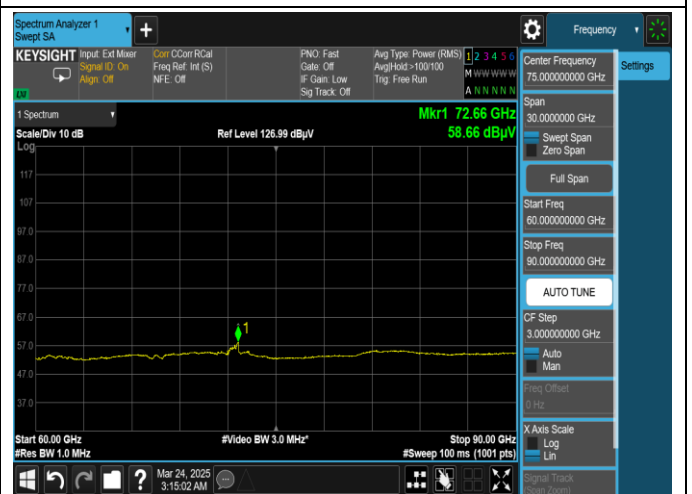 Spectrum Analyzer 1
Swept SA
Frequency
KEYSIGHT
Input: Ext Mixer
Signal ID: On
Align: Off
Corr CCorr RCal
Freq Ref: Int (S)
NFE: Off
PNO: Fast
Gate: Off
IF Gain: Low
Sig Track: Off
Avg Type: Power (RMS)
Avg|Hold:>100/100
Trig: Free Run
1 2 3 4 5 6
M W W W W W
A N N N N N
LXI
1 Spectrum
Scale/Div 10 dB
Log
Ref Level 126.99 dBµV
Mkr1 72.66 GHz
58.66 dBµV
117
107
97.0
87.0
77.0
67.0
57.0
47.0
37.0
1
Start 60.00 GHz
#Res BW 1.0 MHz
#Video BW 3.0 MHz*
Stop 90.00 GHz
#Sweep 100 ms (1001 pts)
Mar 24, 2025
3:15:02 AM
Center Frequency
75.000000000 GHz
Settings
Span
30.0000000 GHz
Swept Span
Zero Span
Full Span
Start Freq
60.000000000 GHz
Stop Freq
90.000000000 GHz
AUTO TUNE
CF Step
3.000000000 GHz
Auto
Man
Freq Offset
0 Hz
X Axis Scale
Log
Lin
Signal Track
(Span Zoom)